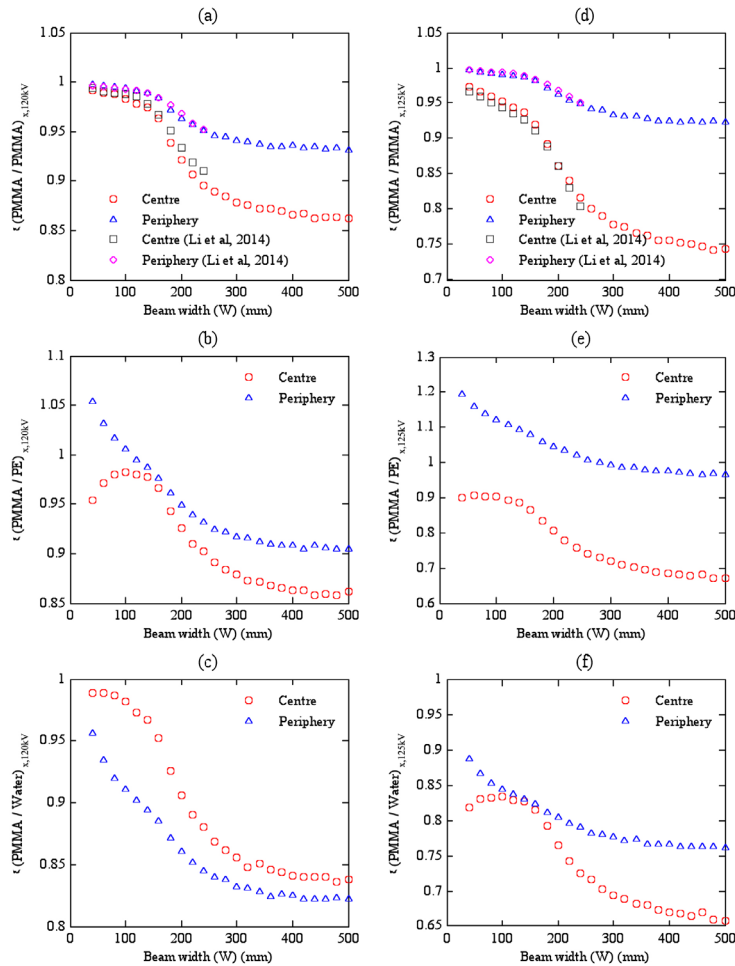 (a)
1.05
1
0.95
0.9
0.85
0.8
ε (PMMA / PMMA) x,120kV
Centre
Periphery
Centre (Li et al, 2014)
Periphery (Li et al, 2014)
0 100 200 300 400 500
Beam width (W) (mm)
(d)
1.05
1
0.95
0.9
0.85
0.8
0.75
0.7
ε (PMMA / PMMA) x,125kV
Centre
Periphery
Centre (Li et al, 2014)
Periphery (Li et al, 2014)
0 100 200 300 400 500
Beam width (W) (mm)
(b)
1.1
1.05
1
0.95
0.9
0.85
ε (PMMA / PE) x,120kV
Centre
Periphery
0 100 200 300 400 500
Beam width (W) (mm)
(e)
1.3
1.2
1.1
1
0.9
0.8
0.7
0.6
ε (PMMA / PE) x,125kV
Centre
Periphery
0 100 200 300 400 500
Beam width (W) (mm)
(c)
1
0.95
0.9
0.85
0.8
ε (PMMA / Water) x,120kV
Centre
Periphery
0 100 200 300 400 500
Beam width (W) (mm)
(f)
1
0.95
0.9
0.85
0.8
0.75
0.7
0.65
ε (PMMA / Water) x,125kV
Centre
Periphery
0 100 200 300 400 500
Beam width (W) (mm)